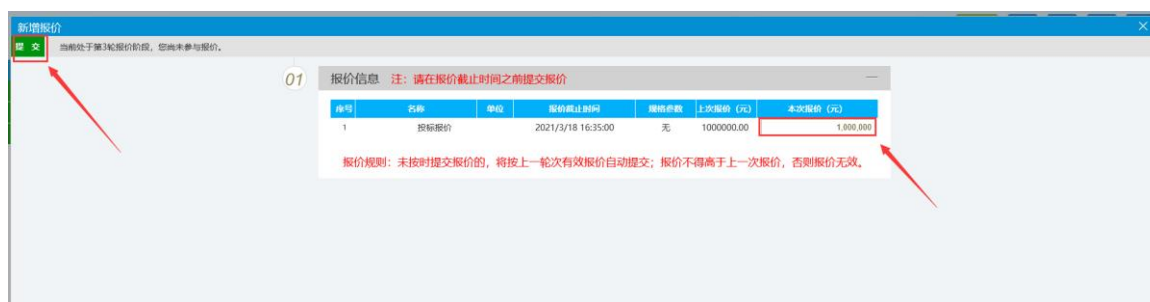 新增报价
提 交 当前处于第3轮报价阶段，您尚未参与报价。
01 报价信息 注：请在报价截止时间之前提交报价
序号 名称 单位 报价截止时间 规格参数 上次报价（元） 本次报价（元）
1 投标报价 2021/3/18 16:35:00 无 1000000.00 1,000,000
报价规则：未按时提交报价的，将按上一轮次有效报价自动提交；报价不得高于上一次报价，否则报价无效。